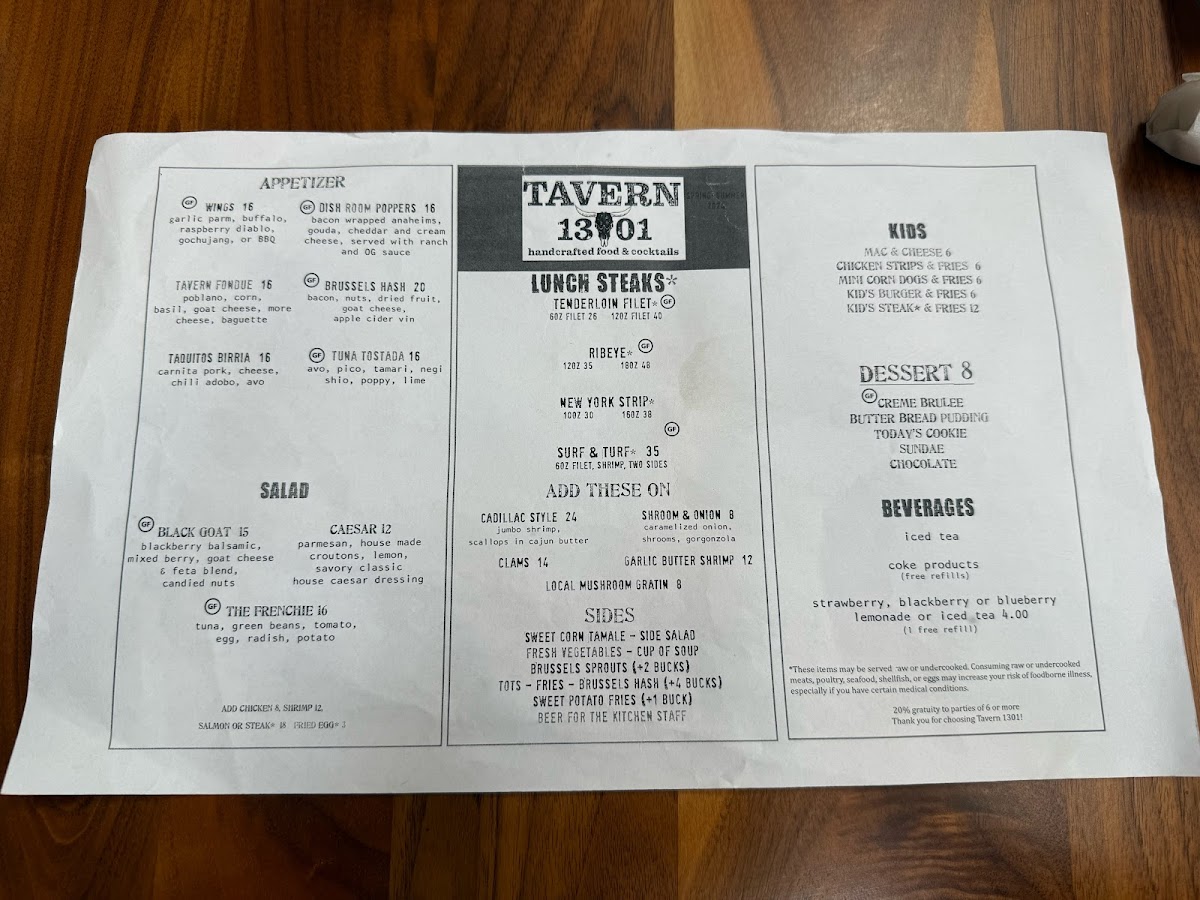 APPETIZER
GF WINGS 16
garlic parm, buffalo,
raspberry diablo,
gochujang, or BBQ
GF DISH ROOM POPPERS 16
bacon wrapped anaheims,
gouda, cheddar and cream
cheese, served with ranch
and OG sauce
TAVERN FONDUE 16
poblano, corn,
basil, goat cheese, more
cheese, baguette
GF BRUSSELS HASH 20
bacon, nuts, dried fruit,
goat cheese,
apple cider vin
TAQUITOS BIRRIA 16
carnita pork, cheese,
chili adobo, avo
GF TUNA TOSTADA 16
avo, pico, tamari, negi
shio, poppy, lime
SALAD
GF BLACK GOAT 15
blackberry balsamic,
mixed berry, goat cheese
& feta blend,
candied nuts
CAESAR 12
parmesan, house made
croutons, lemon,
savory classic
house caesar dressing
GF THE FRENCHIE 16
tuna, green beans, tomato,
egg, radish, potato
ADD CHICKEN 8, SHRIMP 12,
SALMON OR STEAK* 18 FRIED EGG* 3
TAVERN
13 01
handcrafted food & cocktails
SPRING SUMMER
LUNCH STEAKS*
TENDERLOIN FILET* GF
6OZ FILET 26 12OZ FILET 40
RIBEYE* GF
12OZ 35 18OZ 48
NEW YORK STRIP*
10OZ 30 16OZ 38
GF
SURF & TURF* 35
6OZ FILET, SHRIMP, TWO SIDES
ADD THESE ON
CADILLAC STYLE 24
jumbo shrimp,
scallops in cajun butter
SHROOM & ONION 8
caramelized onion,
shrooms, gorgonzola
CLAMS 14
GARLIC BUTTER SHRIMP 12
LOCAL MUSHROOM GRATIN 8
SIDES
SWEET CORN TAMALE - SIDE SALAD
FRESH VEGETABLES - CUP OF SOUP
BRUSSELS SPROUTS (+2 BUCKS)
TOTS - FRIES - BRUSSELS HASH (+4 BUCKS)
SWEET POTATO FRIES (+1 BUCK)
BEER FOR THE KITCHEN STAFF
KIDS
MAC & CHEESE 6
CHICKEN STRIPS & FRIES 6
MINI CORN DOGS & FRIES 6
KID'S BURGER & FRIES 6
KID'S STEAK* & FRIES 12
DESSERT 8
GF CREME BRULEE
BUTTER BREAD PUDDING
TODAY'S COOKIE
SUNDAE
CHOCOLATE
BEVERAGES
iced tea
coke products
(free refills)
strawberry, blackberry or blueberry
lemonade or iced tea 4.00
(1 free refill)
*These items may be served raw or undercooked. Consuming raw or undercooked
meats, poultry, seafood, shellfish, or eggs may increase your risk of foodborne illness,
especially if you have certain medical conditions.
20% gratuity to parties of 6 or more
Thank you for choosing Tavern 1301!